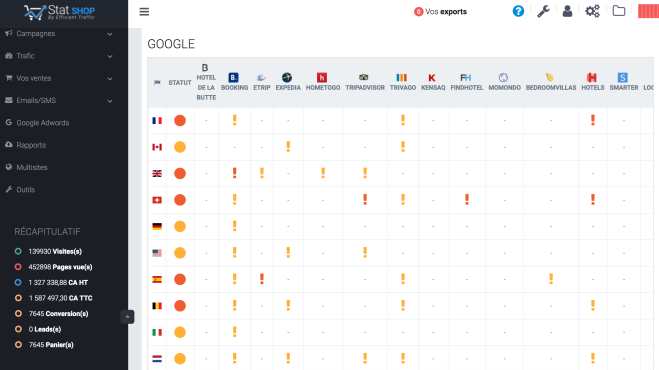 Stat SHOP
By Efficient Traffic
0 Vos exports
Campagnes
Trafic
Vos ventes
Emails/SMS
Google Adwords
Rapports
Multisites
Outils
RÉCAPITULATIF
139930 Visites(s)
452898 Pages vue(s)
1 327 338,88 CA HT
1 587 497,30 CA TTC
7645 Conversion(s)
0 Leads(s)
7645 Panier(s)
GOOGLE
STATUT
HOTEL DE LA BUTTE
BOOKING
ETRIP
EXPEDIA
HOMETOGO
TRIPADVISOR
TRIVAGO
KENSAQ
FINDHOTEL
MOMONDO
BEDROOMVILLAS
HOTELS
SMARTER